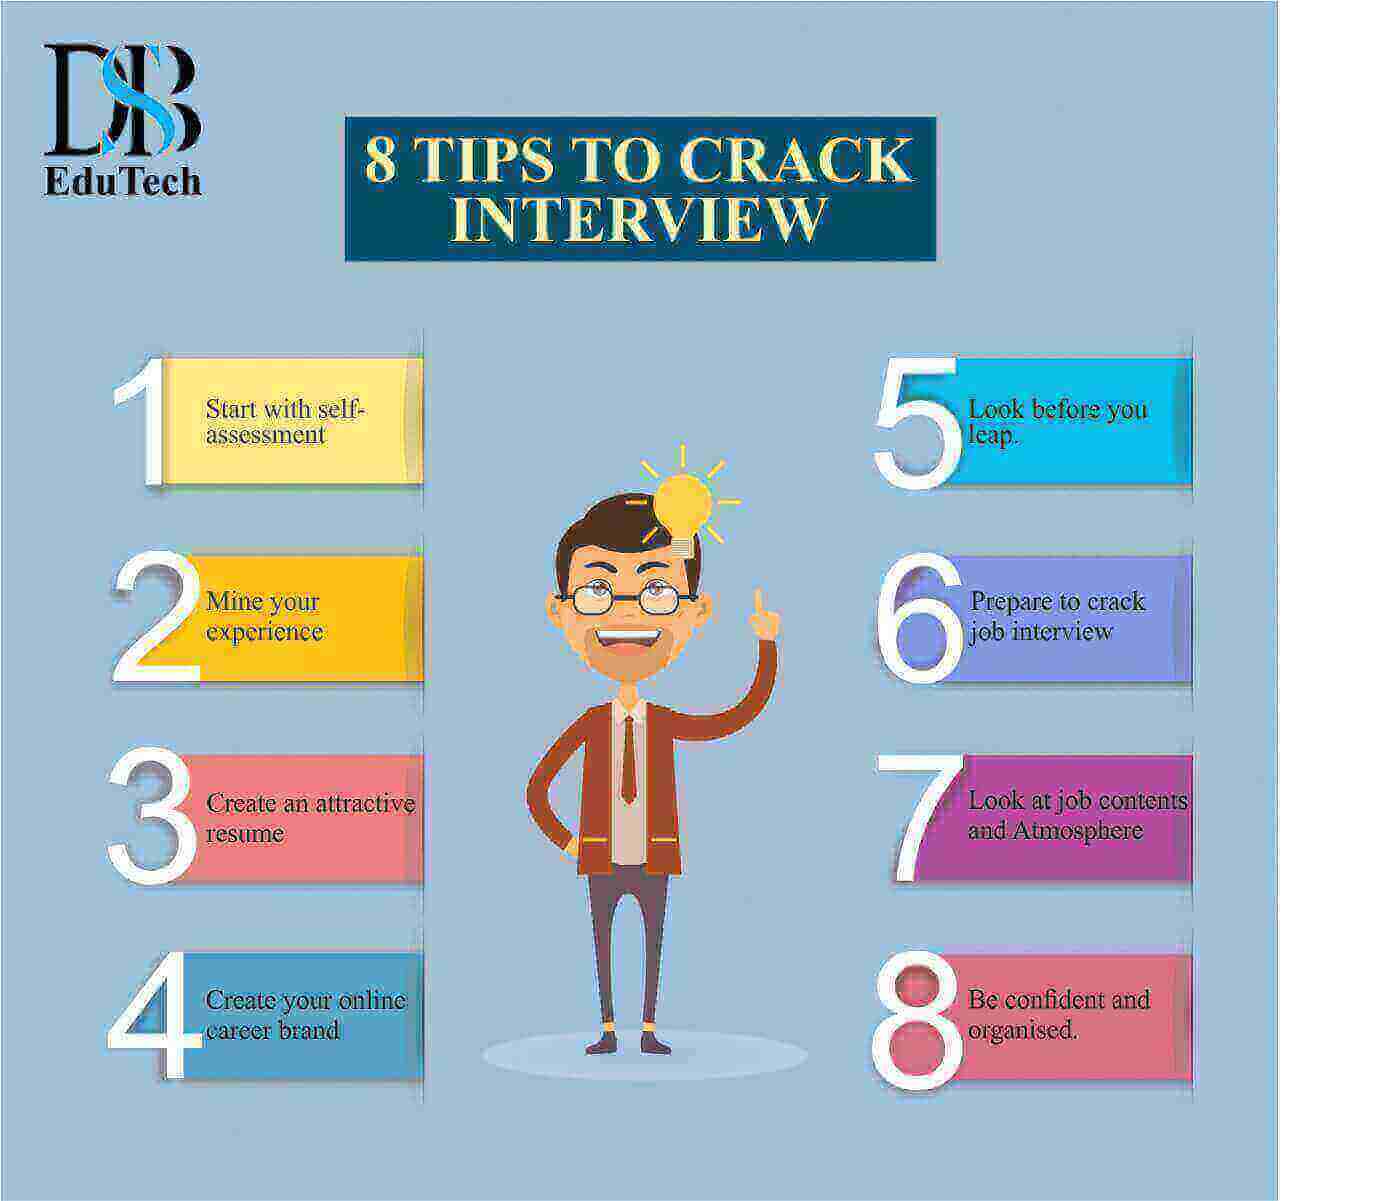 DSB
EduTech
8 TIPS TO CRACK
INTERVIEW
1
Start with self-
assessment
2
Mine your
experience
3
Create an attractive
resume
4
Create your online
career brand
5
Look before you
leap.
6
Prepare to crack
job interview
7
Look at job contents
and Atmosphere
8
Be confident and
organised.